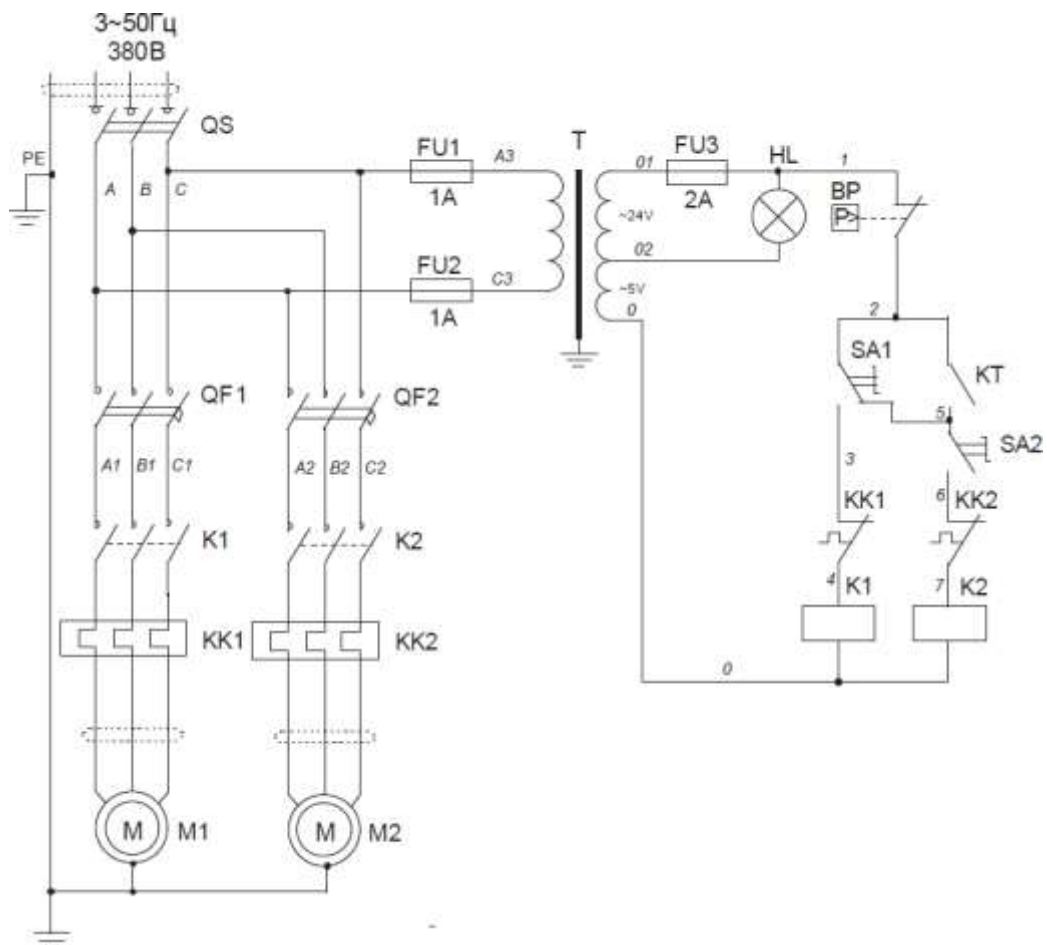 3~50Гц
380В
QS
PE
A B C
FU1
1A
A3
T
01
FU3
2A
HL
1
BP
P>
~24V
02
FU2
1A
C3
~5V
0
2
SA1
KT
5
SA2
QF1
QF2
A1 B1 C1
A2 B2 C2
3
6
KK1
KK2
K1
K2
4
K1
7
K2
KK1
KK2
0
M
M1
M
M2